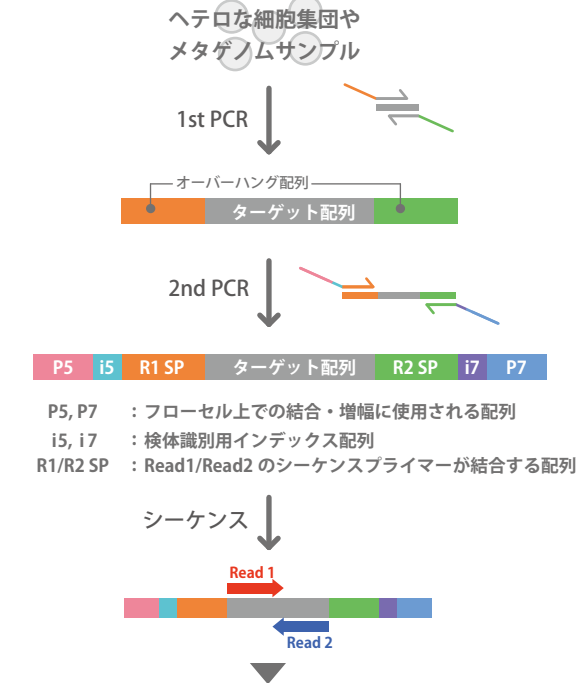 ヘテロな細胞集団や
メタゲノムサンプル
1st PCR
オーバーハング配列
ターゲット配列
2nd PCR
P5 i5 R1 SP ターゲット配列 R2 SP i7 P7
P5, P7 : フローセル上での結合・増幅に使用される配列
i5, i7 : 検体識別用インデックス配列
R1/R2 SP : Read1/Read2 のシーケンスプライマーが結合する配列
シーケンス
Read 1
Read 2